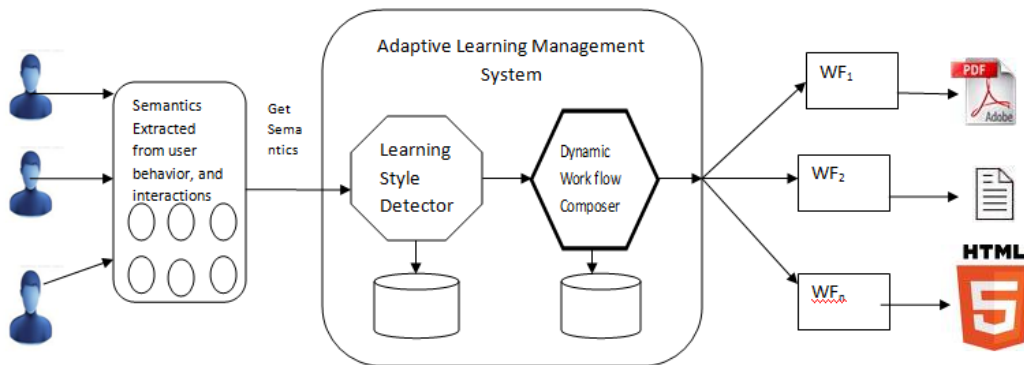 Semantics
Extracted
from user
behavior, and
interactions
Get
Sema
ntics
Adaptive Learning Management
System
Learning
Style
Detector
Dynamic
Work flow
Composer
WF1
PDF
Adobe
WF2
WFn
HTML
5